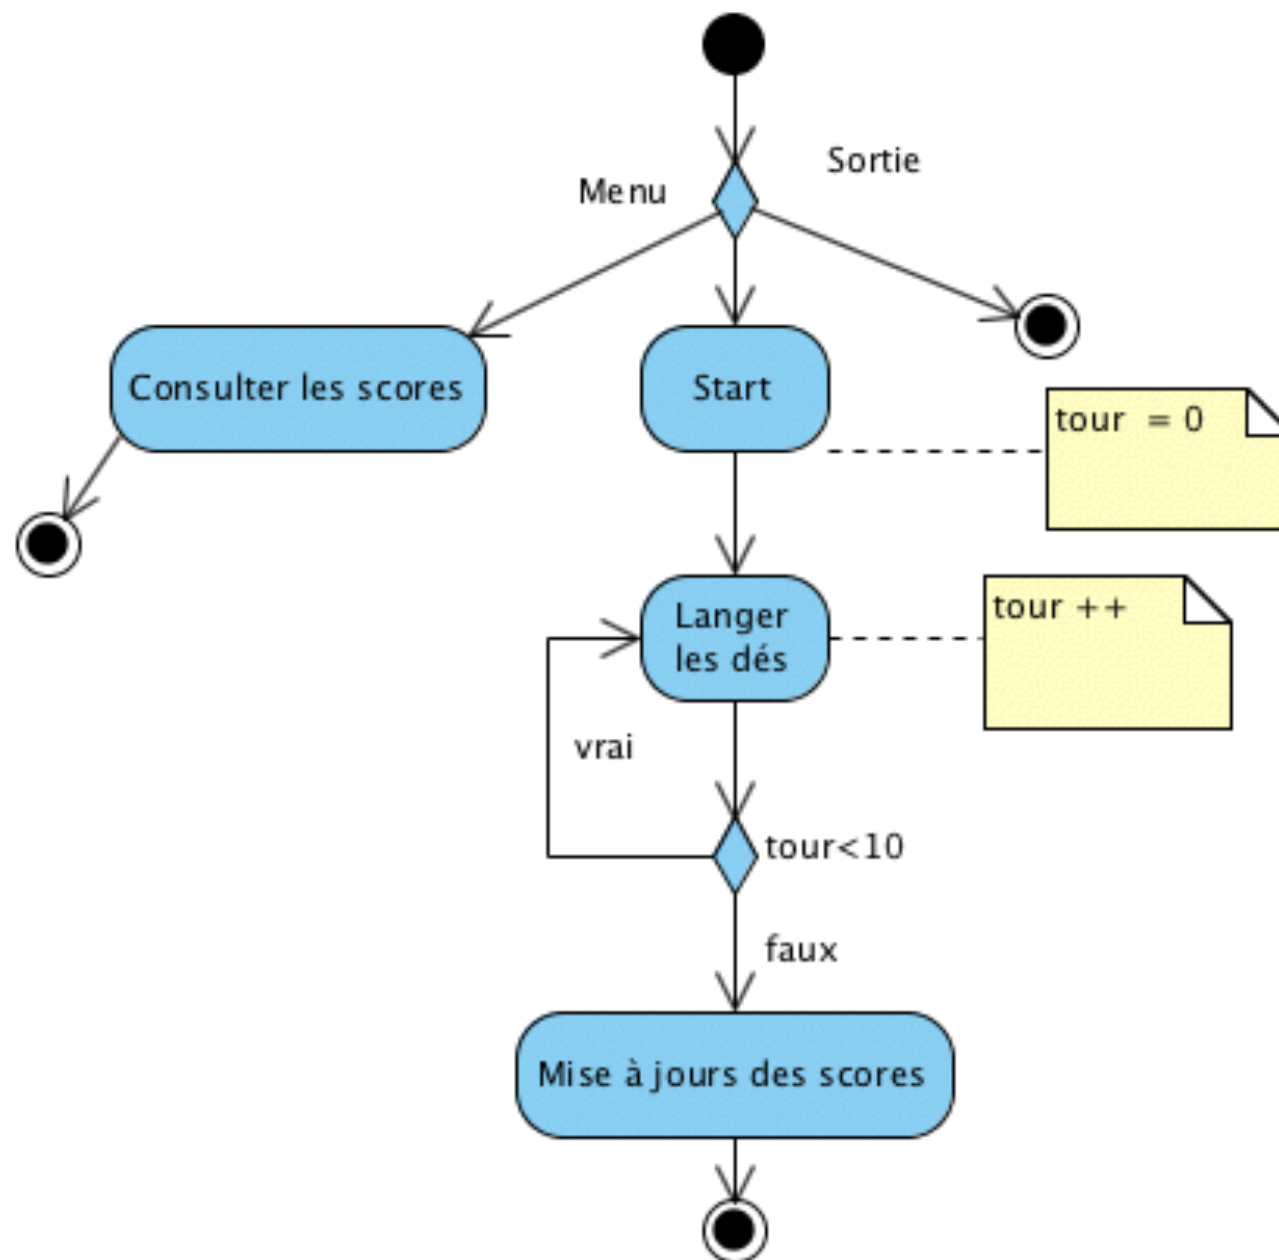 Sortie
Menu
Consulter les scores
Start
tour = 0
Langer
les dés
tour ++
vrai
tour<10
faux
Mise à jours des scores